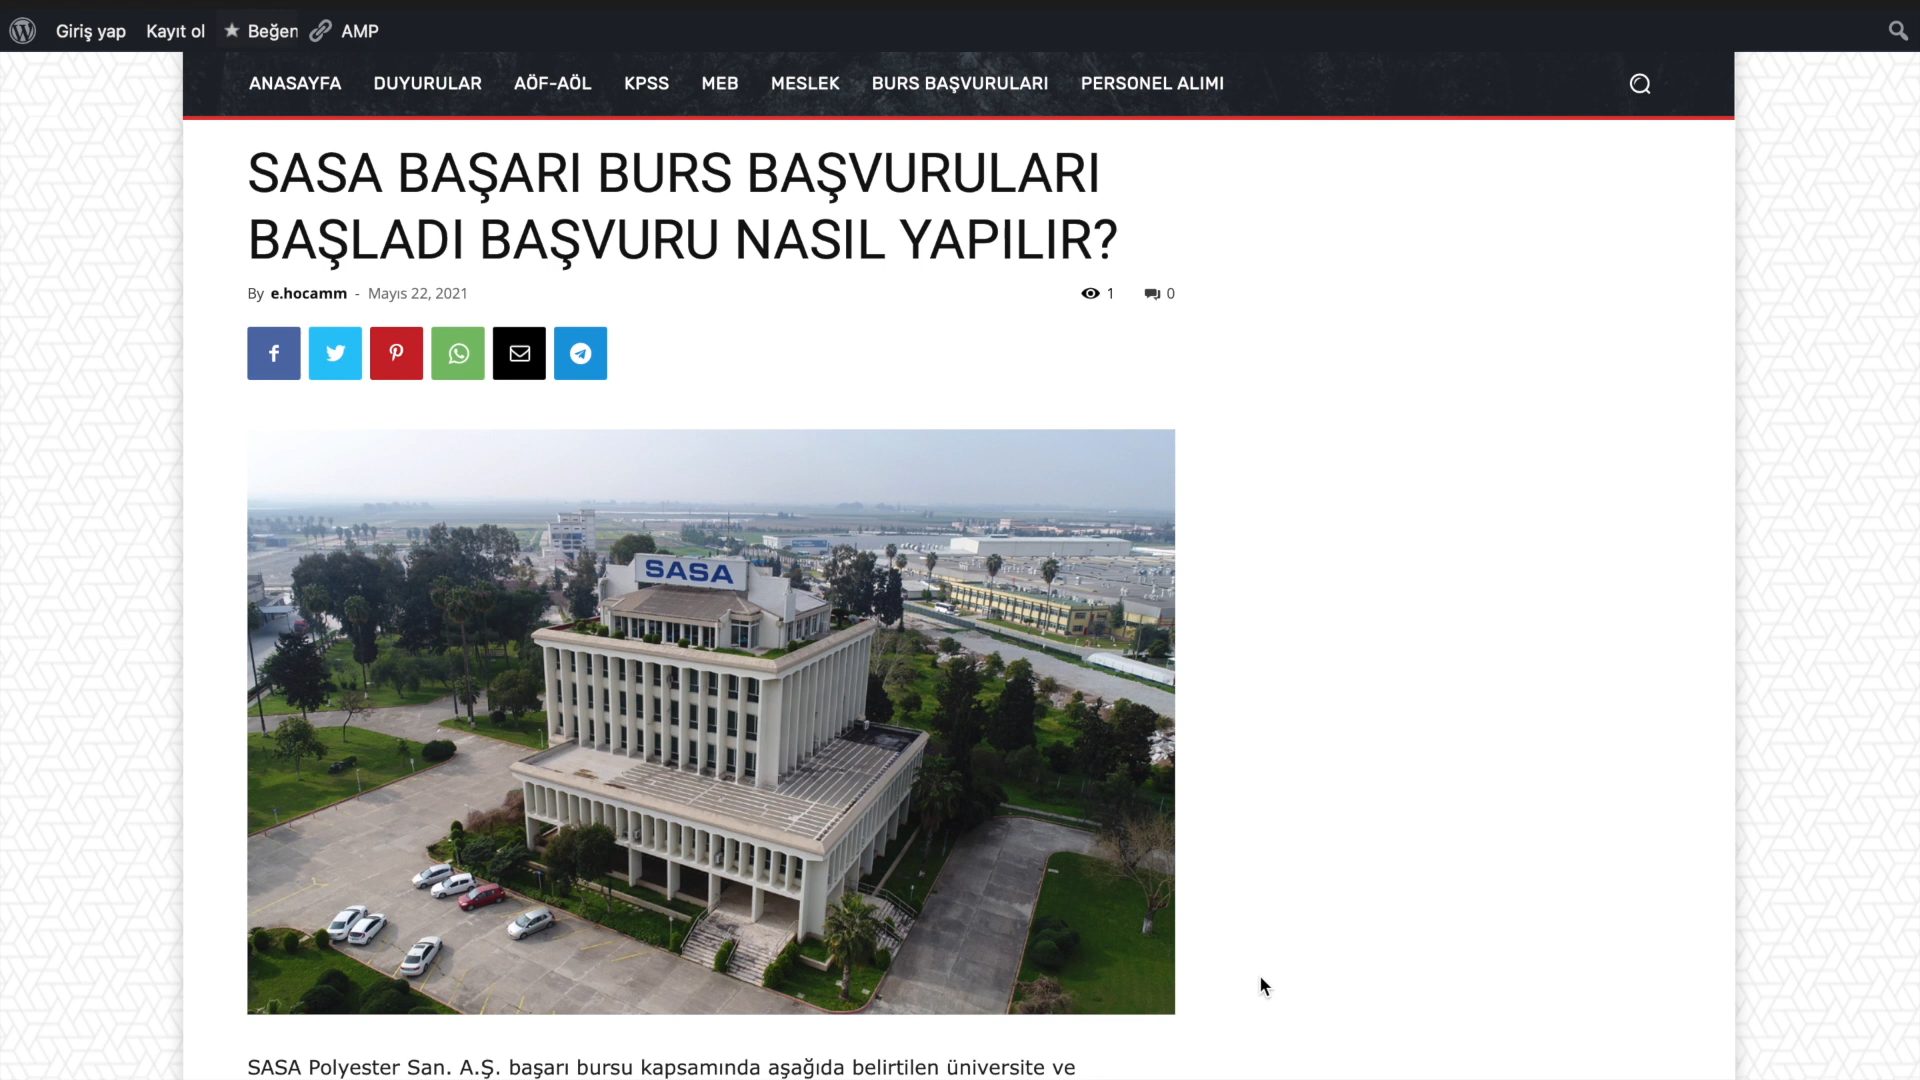 Giriş yap Kayıt ol Beğen AMP
ANASAYFA DUYURULAR AÖF-AÖL KPSS MEB MESLEK BURS BAŞVURULARI PERSONEL ALIMI
SASA BAŞARI BURS BAŞVURULARI
BAŞLADI BAŞVURU NASIL YAPILIR?
By e.hocamm - Mayıs 22, 2021 1 0
SASA
SASA Polyester San. A.Ş. başarı bursu kapsamında aşağıda belirtilen üniversite ve